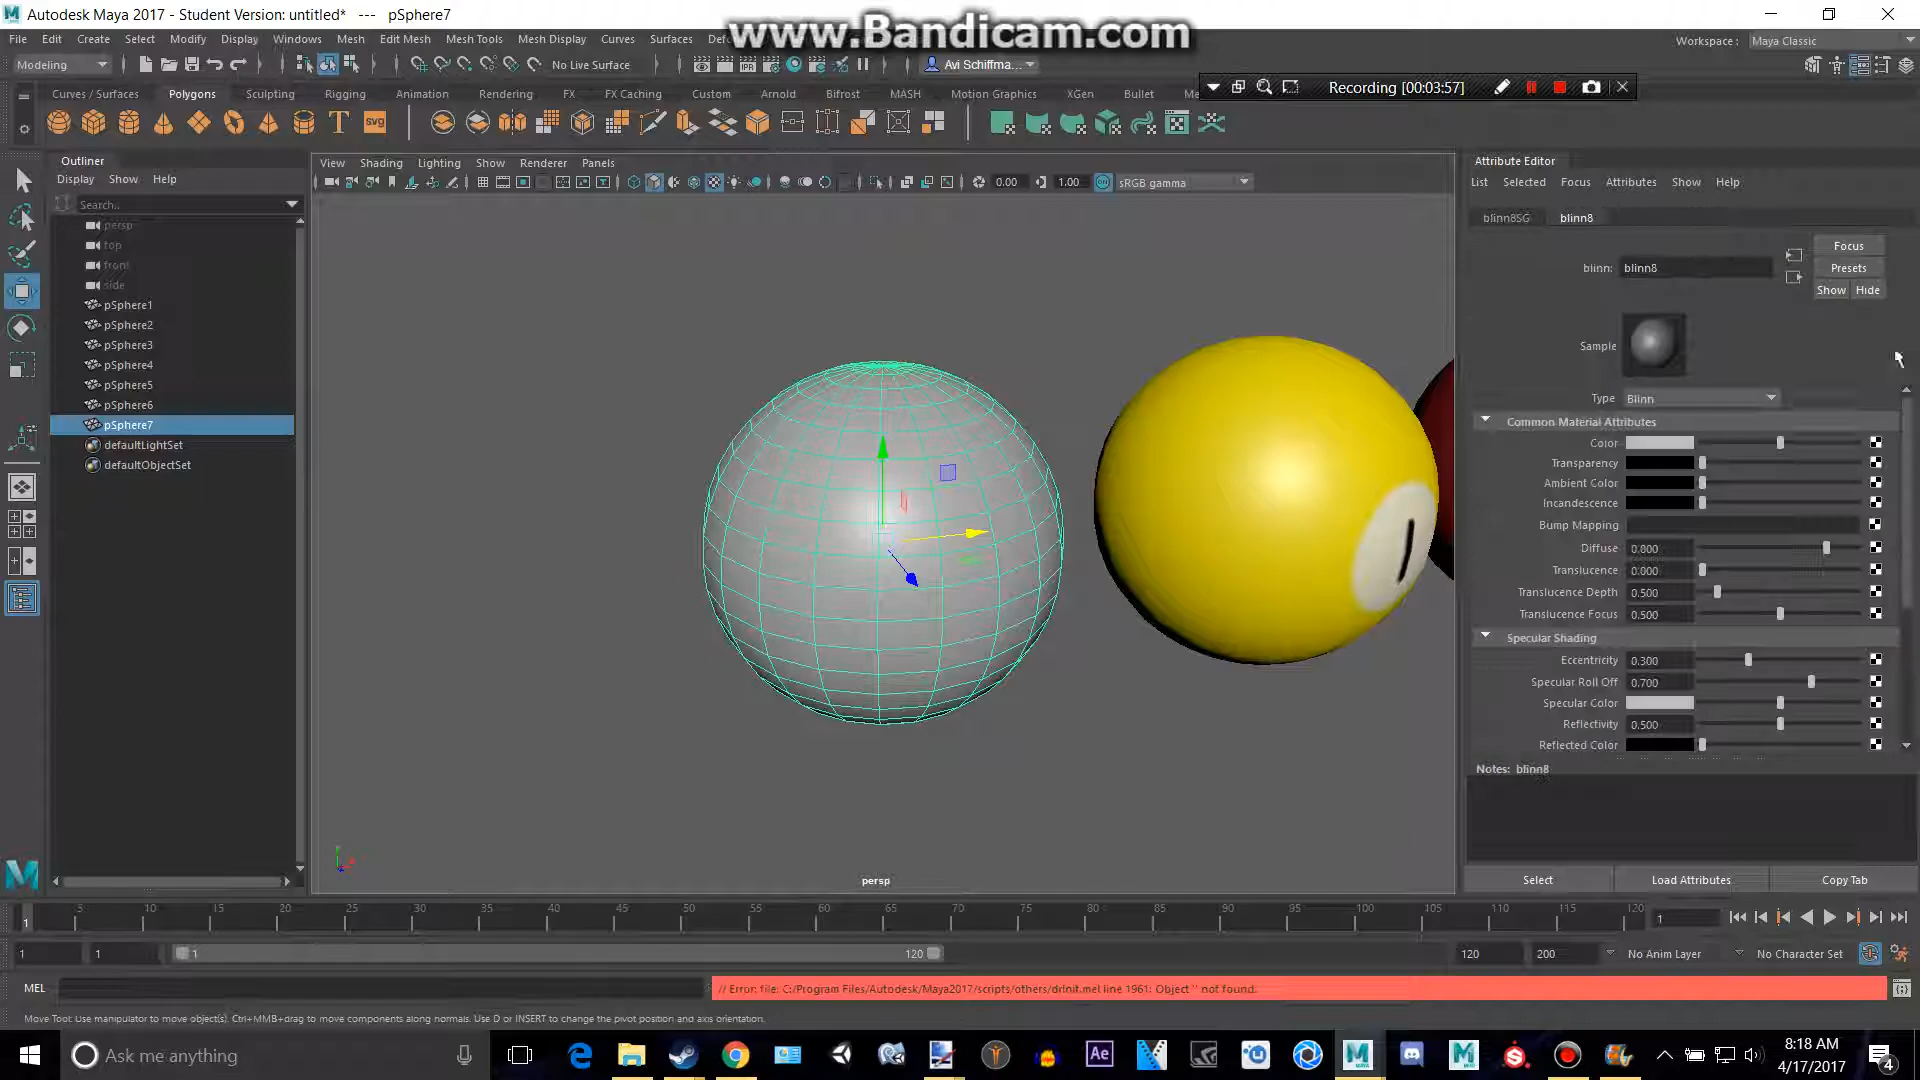 Autodesk Maya 2017 - Student Version: untitled* --- pSphere7
www.Bandicam.com
File Edit Create Select Modify Display Windows Mesh Edit Mesh Mesh Tools Mesh Display Curves Surfaces
Workspace : Maya Classic
Modeling No Live Surface Avi Schiffma...
Recording [00:03:57]
Curves / Surfaces Polygons Sculpting Rigging Animation Rendering FX FX Caching Custom Arnold Bifrost MASH Motion Graphics XGen Bullet
T svg
Outliner
Display Show Help
Search..
persp
top
front
side
pSphere1
pSphere2
pSphere3
pSphere4
pSphere5
pSphere6
pSphere7
defaultLightSet
defaultObjectSet
View Shading Lighting Show Renderer Panels
0.00 1.00 sRGB gamma
1
persp
Attribute Editor
List Selected Focus Attributes Show Help
blinn8SG blinn8
Focus
blinn: blinn8 Presets
Show Hide
Sample
Type Blinn
Common Material Attributes
Color
Transparency
Ambient Color
Incandescence
Bump Mapping
Diffuse 0.800
Translucence 0.000
Translucence Depth 0.500
Translucence Focus 0.500
Specular Shading
Eccentricity 0.300
Specular Roll Off 0.700
Specular Color
Reflectivity 0.500
Reflected Color
Notes: blinn8
Select Load Attributes Copy Tab
1 5 10 15 20 25 30 35 40 45 50 55 60 65 70 75 80 85 90 95 100 105 110 115 120 1
1 1 1 120 120 200 No Anim Layer No Character Set
MEL // Error: file: C:/Program Files/Autodesk/Maya2017/scripts/others/drInit.mel line 1961: Object '' not found.
Move Tool: Use manipulator to move object(s). Ctrl+MMB+drag to move components along normals. Use D or INSERT to change the pivot position and axis orientation.
Ask me anything
Ae
8:18 AM
4/17/2017
4